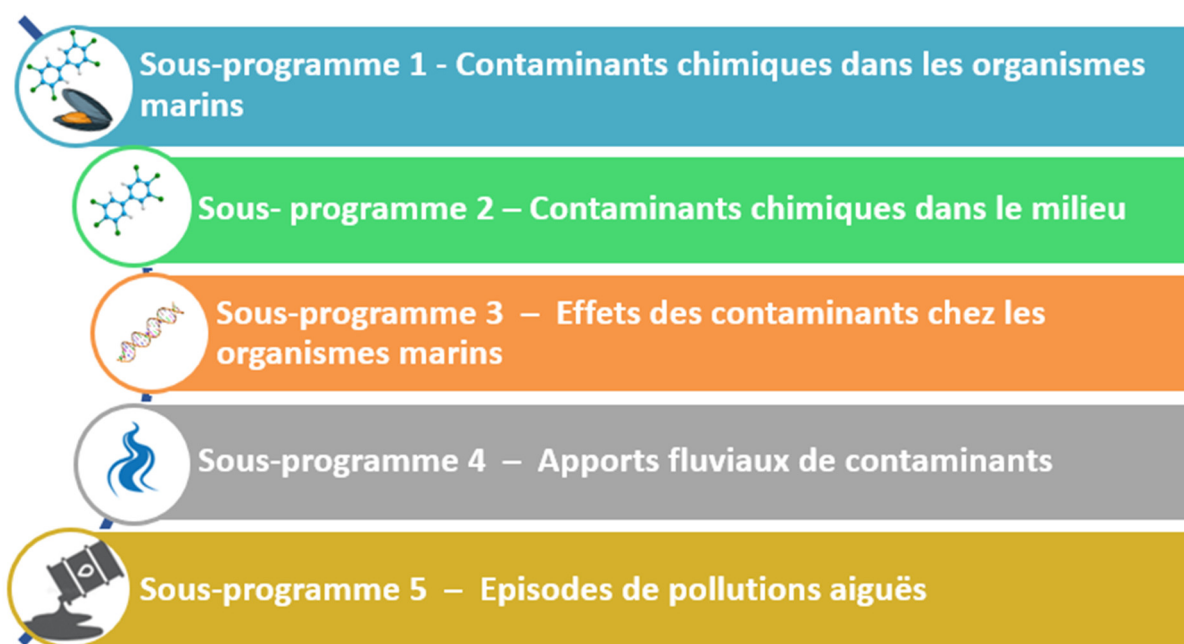 Sous-programme 1 - Contaminants chimiques dans les organismes
marins
Sous- programme 2 – Contaminants chimiques dans le milieu
Sous-programme 3 – Effets des contaminants chez les
organismes marins
Sous-programme 4 – Apports fluviaux de contaminants
Sous-programme 5 – Episodes de pollutions aiguës